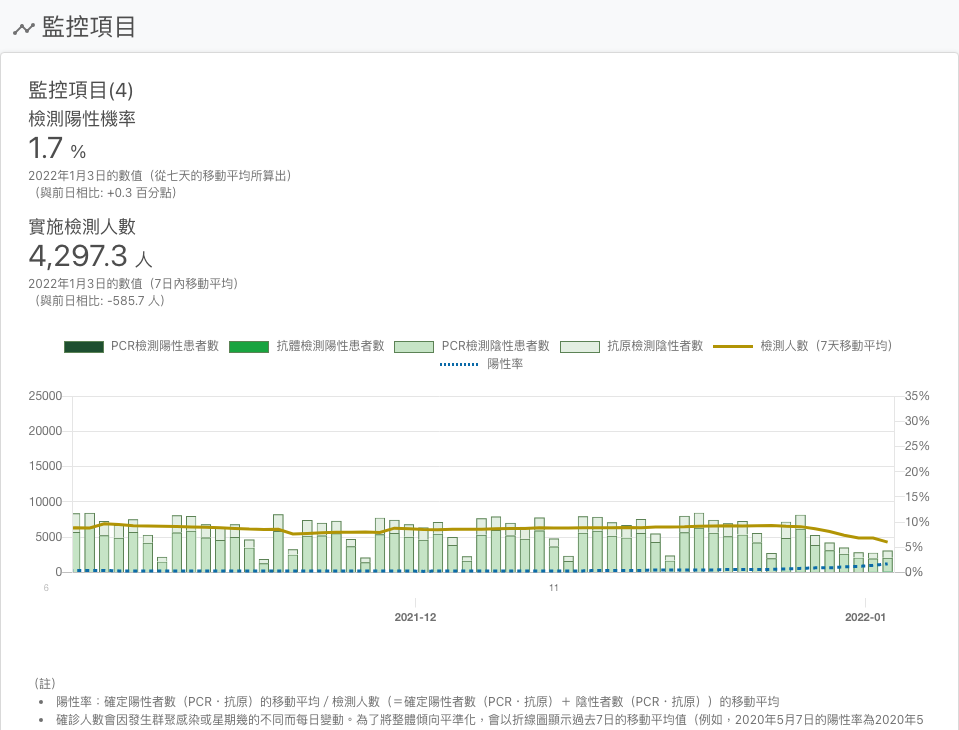 監控項目
監控項目(4)
檢測陽性機率
1.7 %
2022年1月3日的數值（從七天的移動平均所算出）
（與前日相比: +0.3 百分點）
實施檢測人數
4,297.3 人
2022年1月3日的數值（7日內移動平均）
（與前日相比: -585.7 人）
PCR檢測陽性患者數 抗體檢測陽性患者數 PCR檢測陰性患者數 抗原檢測陰性者數 檢測人數（7天移動平均）
陽性率
25000 35%
20000 30%
25%
15000 20%
10000 15%
10%
5000 5%
0 0%
6 11
2021-12 2022-01
（註）
• 陽性率：確定陽性者數（PCR・抗原）的移動平均 / 檢測人數（＝確定陽性者數（PCR・抗原）＋ 陰性者數（PCR・抗原））的移動平均
• 確診人數會因發生群聚感染或星期幾的不同而每日變動。為了將整體傾向平準化，會以折線圖顯示過去7日的移動平均值（例如，2020年5月7日的陽性率為2020年5